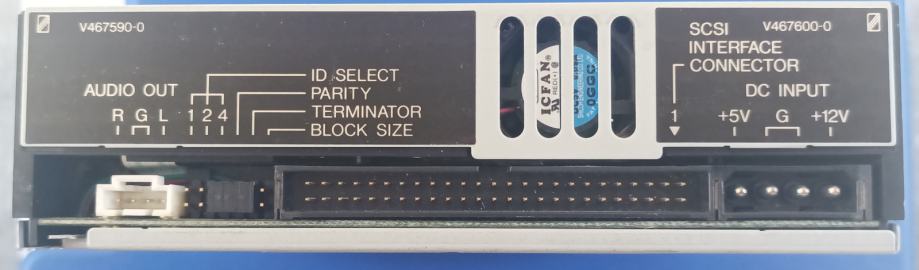 V467590-0
ID SELECT
AUDIO OUT
PARITY
R G L 1 2 4
TERMINATOR
BLOCK SIZE
ICFAN®
SCSI
V467600-0
INTERFACE
CONNECTOR
DC INPUT
1
+5V G +12V